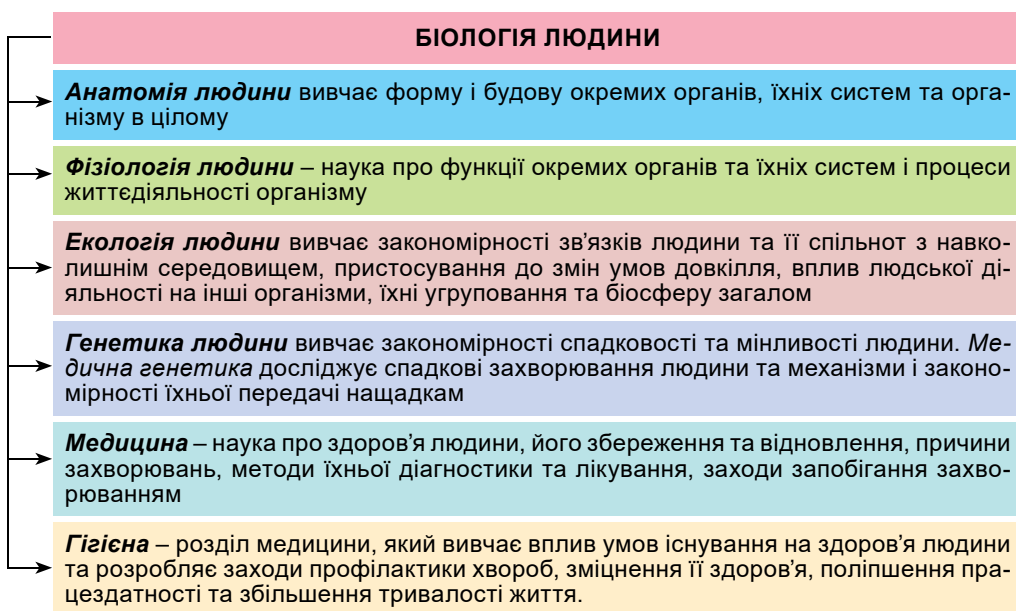 БІОЛОГІЯ ЛЮДИНИ
Анатомія людини вивчає форму і будову окремих органів, їхніх систем та орга-
нізму в цілому
Фізіологія людини – наука про функції окремих органів та їхніх систем і процеси
життєдіяльності організму
Екологія людини вивчає закономірності зв’язків людини та її спільнот з навко-
лишнім середовищем, пристосування до змін умов довкілля, вплив людської ді-
яльності на інші організми, їхні угруповання та біосферу загалом
Генетика людини вивчає закономірності спадковості та мінливості людини. Ме-
дична генетика досліджує спадкові захворювання людини та механізми і законо-
мірності їхньої передачі нащадкам
Медицина – наука про здоров’я людини, його збереження та відновлення, причини
захворювань, методи їхньої діагностики та лікування, заходи запобігання захво-
рюванням
Гігієна – розділ медицини, який вивчає вплив умов існування на здоров’я людини
та розробляє заходи профілактики хвороб, зміцнення її здоров’я, поліпшення пра-
цездатності та збільшення тривалості життя.